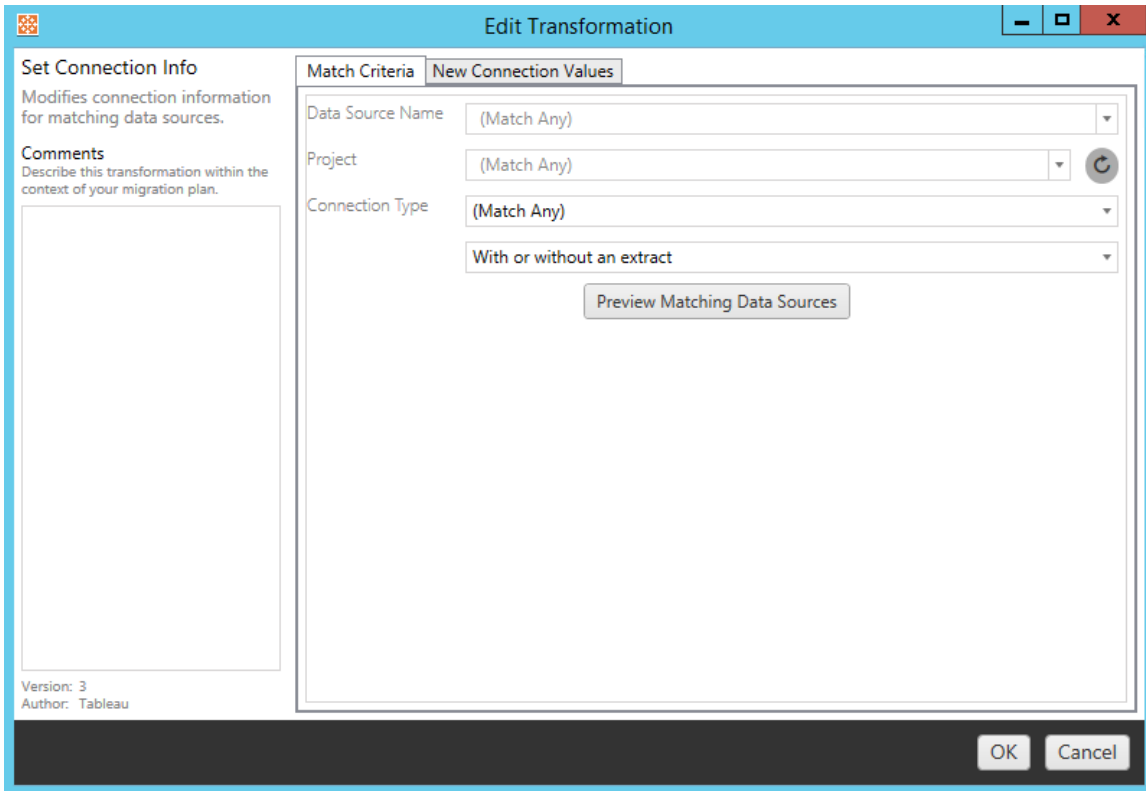 Edit Transformation
Set Connection Info
Modifies connection information
for matching data sources.
Comments
Describe this transformation within the
context of your migration plan.
Version: 3
Author: Tableau
Match Criteria
New Connection Values
Data Source Name
(Match Any)
Project
(Match Any)
Connection Type
(Match Any)
With or without an extract
Preview Matching Data Sources
OK
Cancel